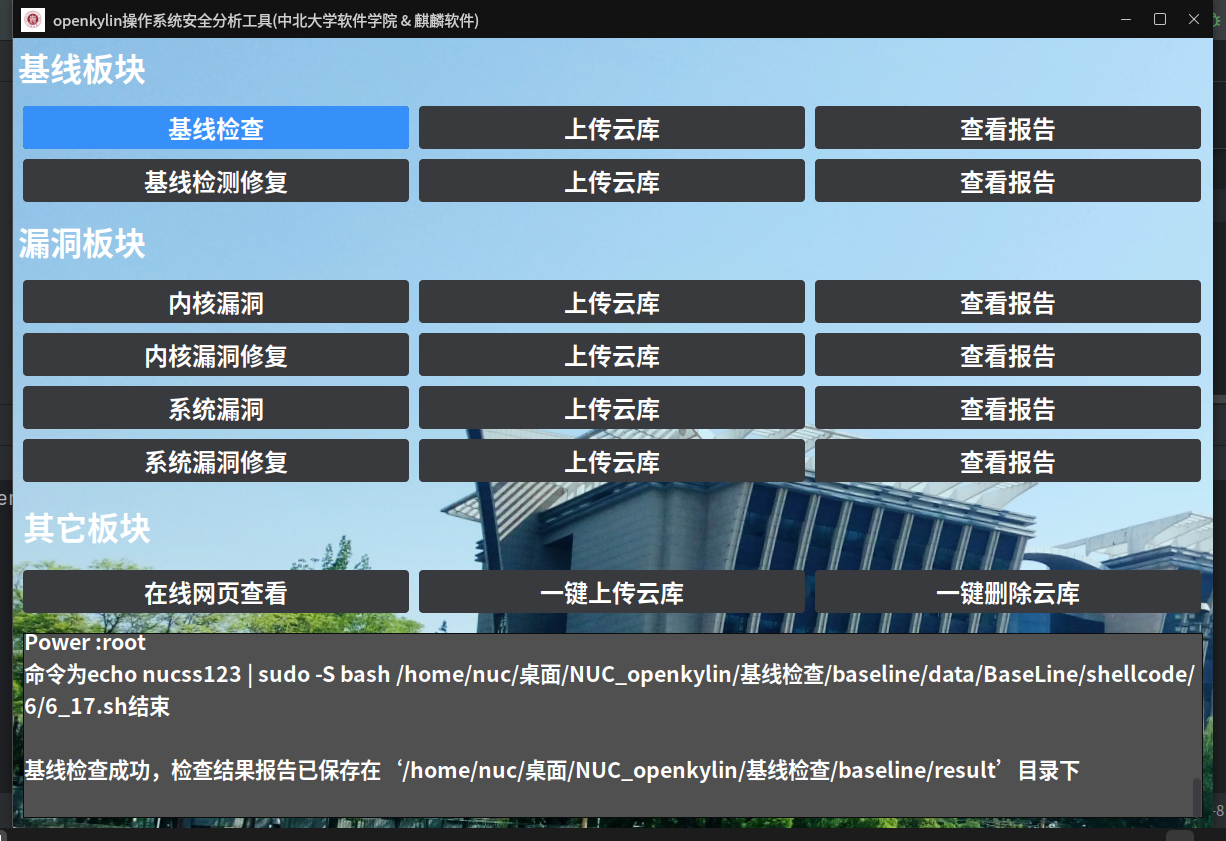 openkylin操作系统安全分析工具(中北大学软件学院 & 麒麟软件)
基线板块
基线检查 上传云库 查看报告
基线检测修复 上传云库 查看报告
漏洞板块
内核漏洞 上传云库 查看报告
内核漏洞修复 上传云库 查看报告
系统漏洞 上传云库 查看报告
系统漏洞修复 上传云库 查看报告
其它板块
在线网页查看 一键上传云库 一键删除云库
Power :root
命令为echo nucss123 | sudo -S bash /home/nuc/桌面/NUC_openkylin/基线检查/baseline/data/BaseLine/shellcode/
6/6_17.sh结束
基线检查成功，检查结果报告已保存在‘/home/nuc/桌面/NUC_openkylin/基线检查/baseline/result’目录下